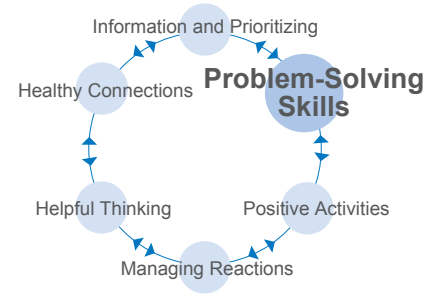 Information and Prioritizing
Problem-Solving
Skills
Healthy Connections
Helpful Thinking
Positive Activities
Managing Reactions